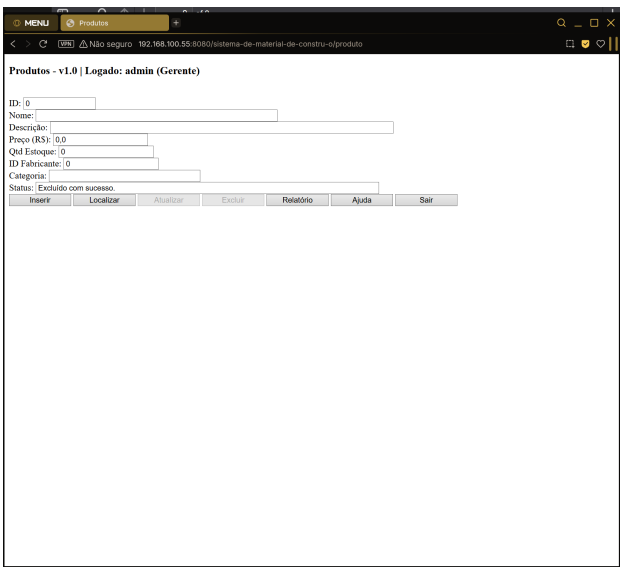 MENU
Produtos
VPN Não seguro 192.168.100.55:8080/sistema-de-material-de-constru-o/produto
Produtos - v1.0 | Logado: admin (Gerente)
ID: 0
Nome:
Descrição:
Preço (R$): 0,0
Qtd Estoque: 0
ID Fabricante: 0
Categoria:
Status: Excluído com sucesso.
Inserir Localizar Atualizar Excluir Relatório Ajuda Sair